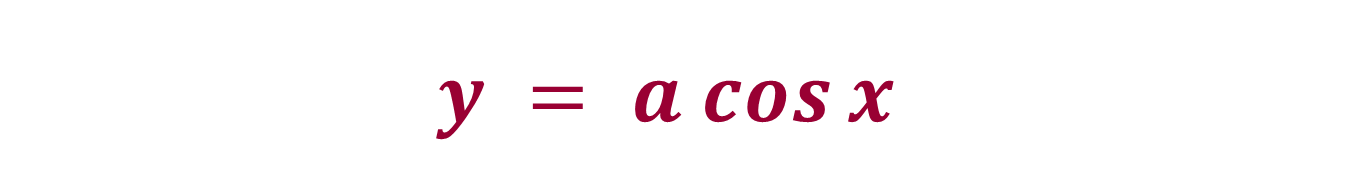 y = a cos x